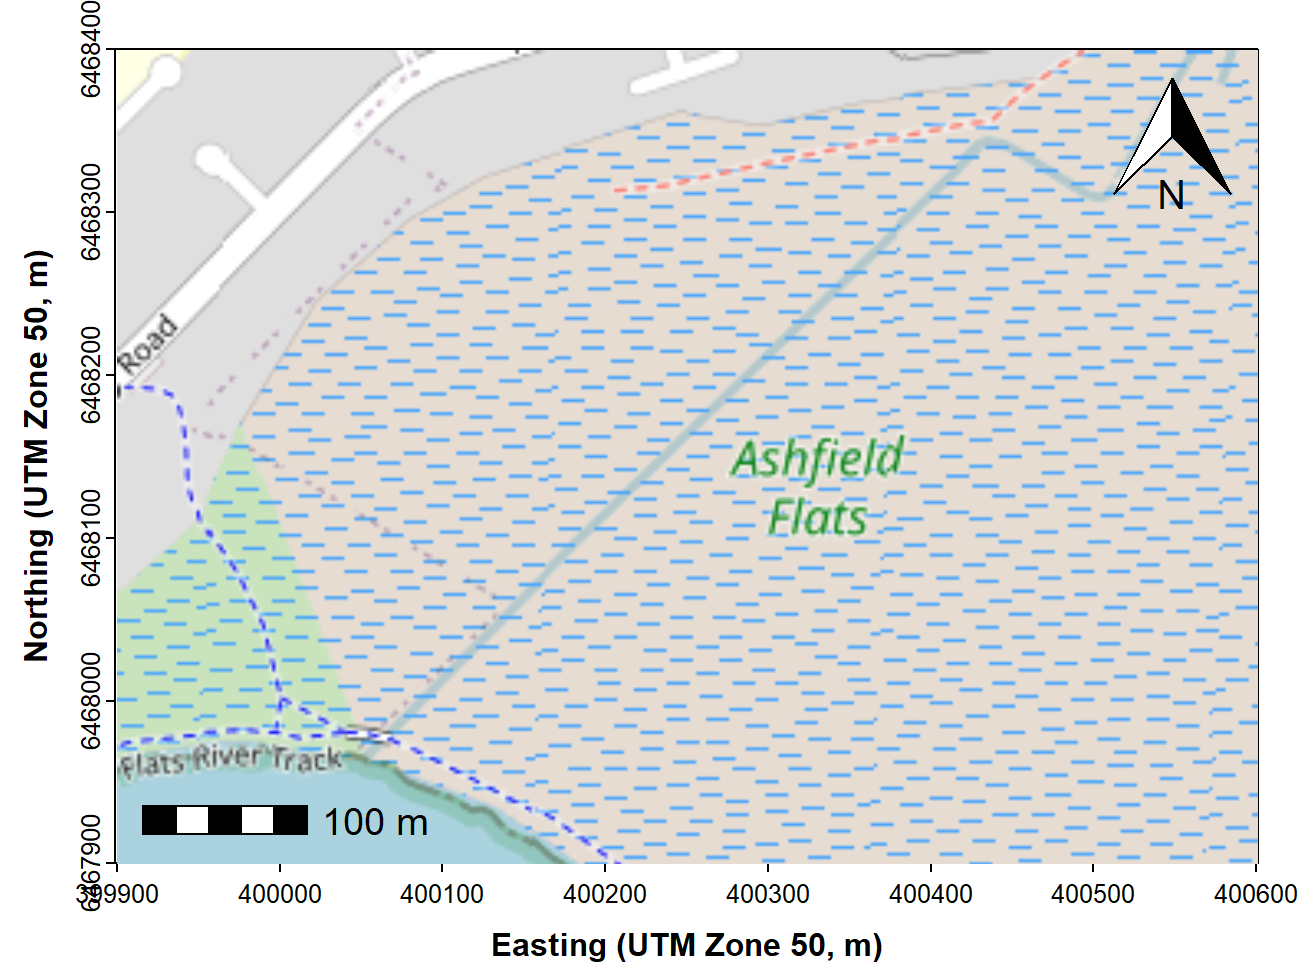 6468400
6468300
6468200
6468100
6468000
6467900
Northing (UTM Zone 50, m)
N
Road
Ashfield
Flats
Flats River Track
100 m
399900
400000
400100
400200
400300
400400
400500
400600
Easting (UTM Zone 50, m)